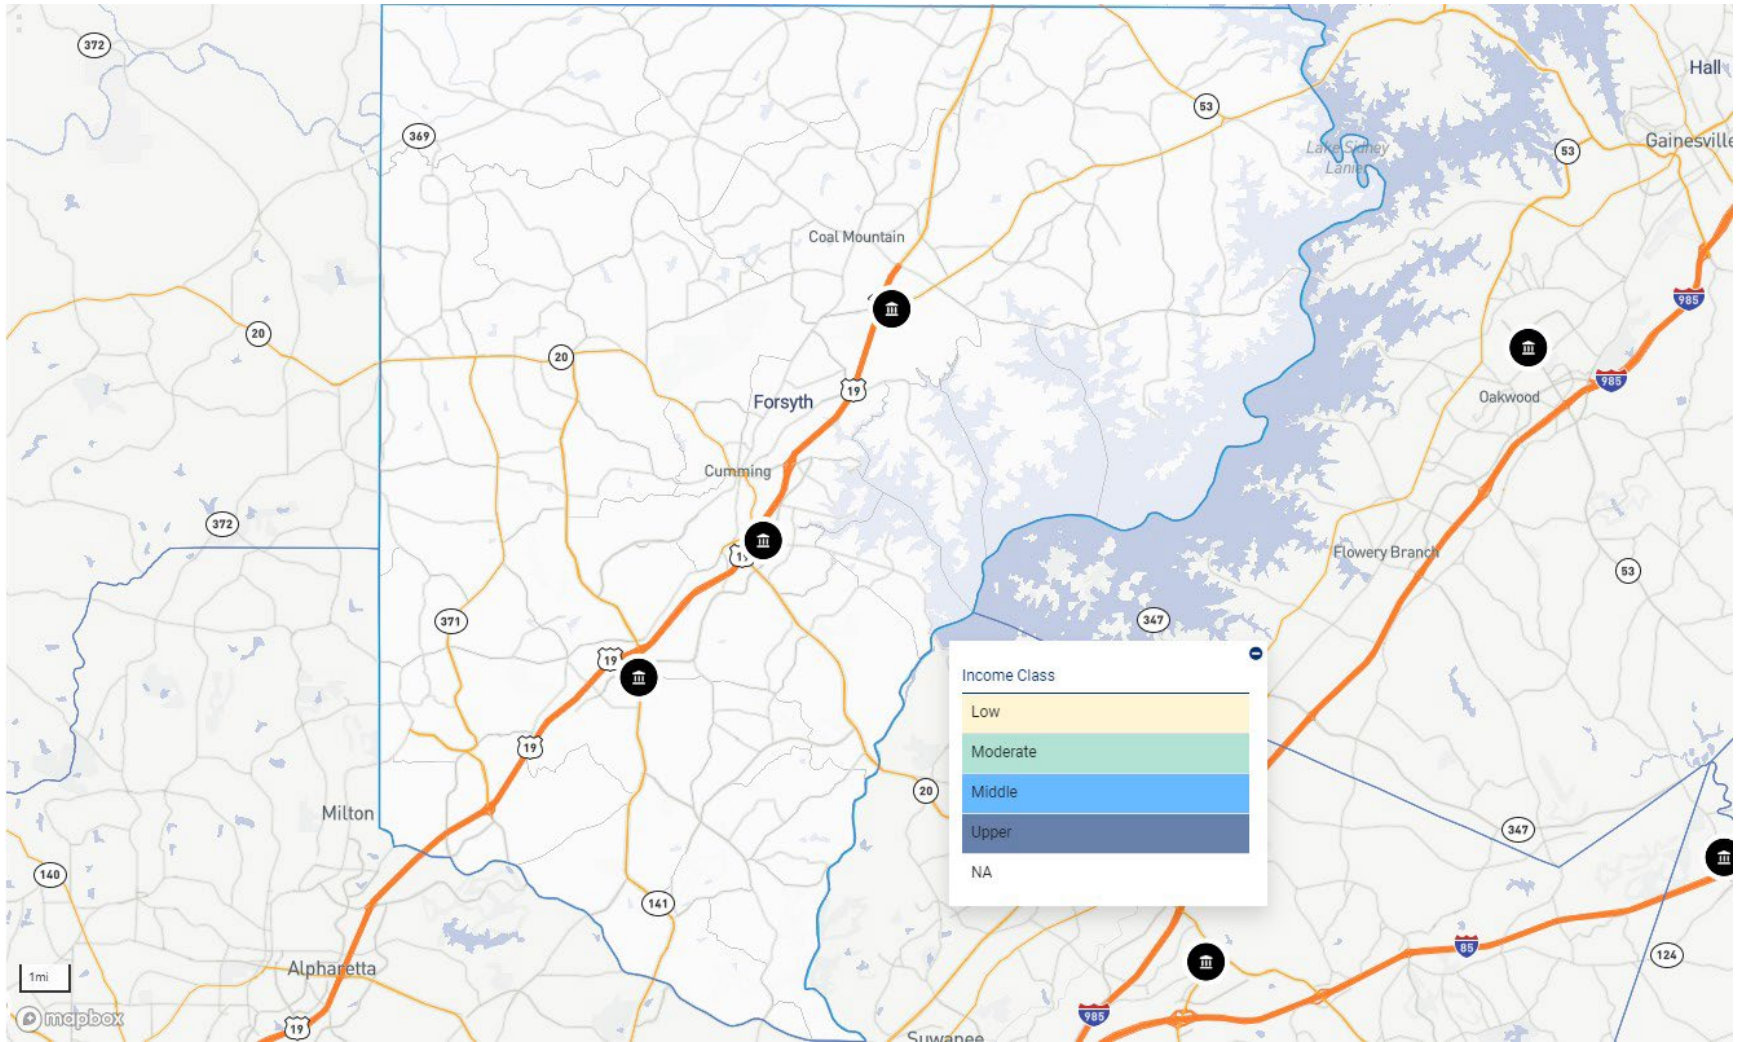 372
Hall
53
369
Gainesville
53
Lake Sidney
Lanier
Coal Mountain
985
20
20
985
19
Oakwood
Forsyth
Cumming
372
Flowery Branch
53
19
371
347
19
Income Class
Low
19
Moderate
20
Middle
Milton
Upper
347
NA
140
141
85
124
Alpharetta
1mi
985
mapbox
19
Suwanee